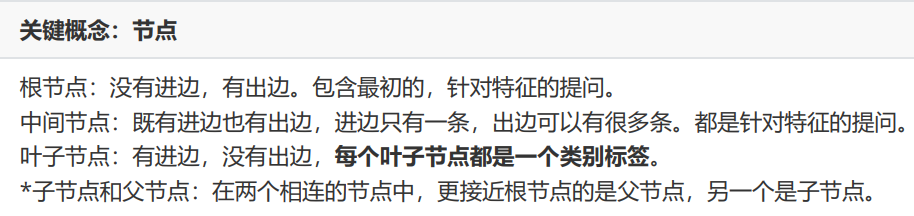 关键概念：节点
根节点：没有进边，有出边。包含最初的，针对特征的提问。
中间节点：既有进边也有出边，进边只有一条，出边可以有很多条。都是针对特征的提问。
叶子节点：有进边，没有出边，每个叶子节点都是一个类别标签。
*子节点和父节点：在两个相连的节点中，更接近根节点的是父节点，另一个是子节点。